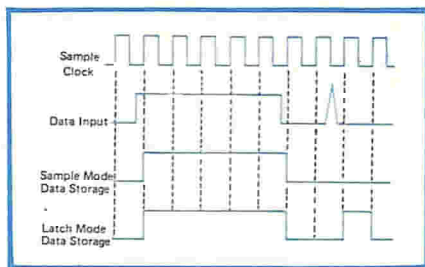 Sample
Clock
Data Input
Sample Mode
Data Storage
Latch Mode
Data Storage